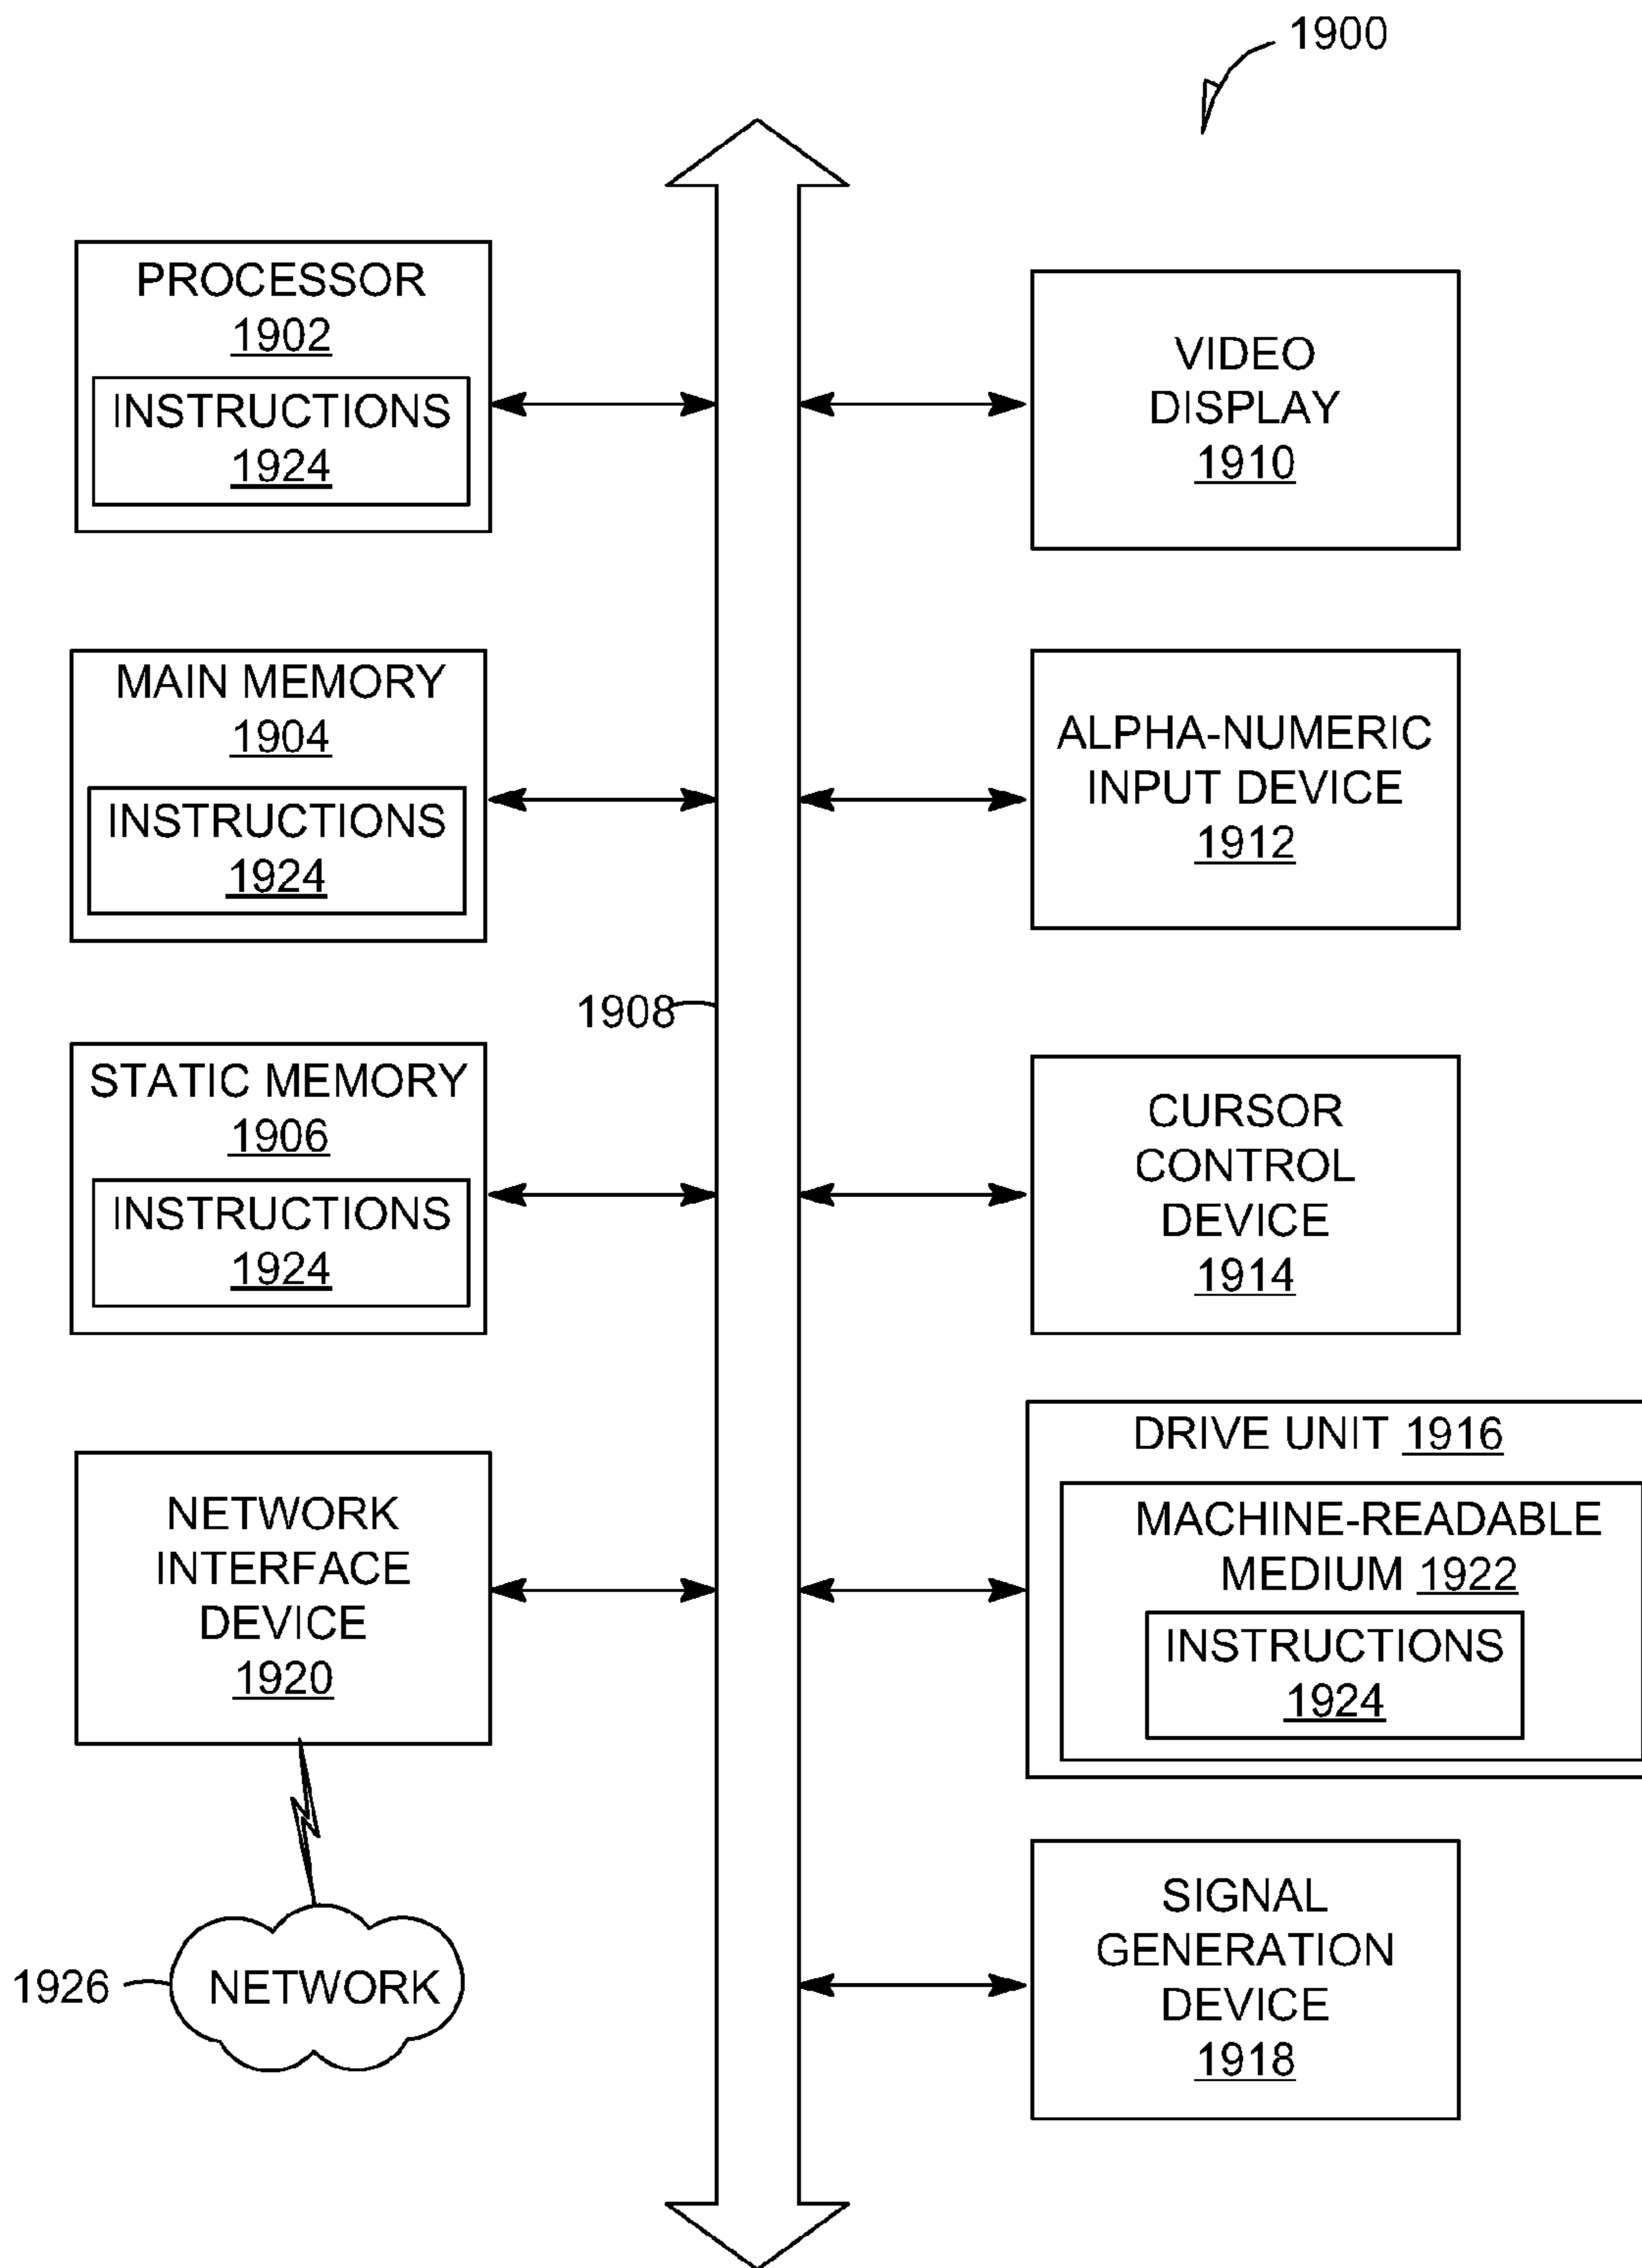 1900
PROCESSOR
1902
INSTRUCTIONS
1924
MAIN MEMORY
1904
INSTRUCTIONS
1924
1908
STATIC MEMORY
1906
INSTRUCTIONS
1924
NETWORK
INTERFACE
DEVICE
1920
1926
NETWORK
VIDEO
DISPLAY
1910
ALPHA-NUMERIC
INPUT DEVICE
1912
CURSOR
CONTROL
DEVICE
1914
DRIVE UNIT 1916
MACHINE-READABLE
MEDIUM 1922
INSTRUCTIONS
1924
SIGNAL
GENERATION
DEVICE
1918